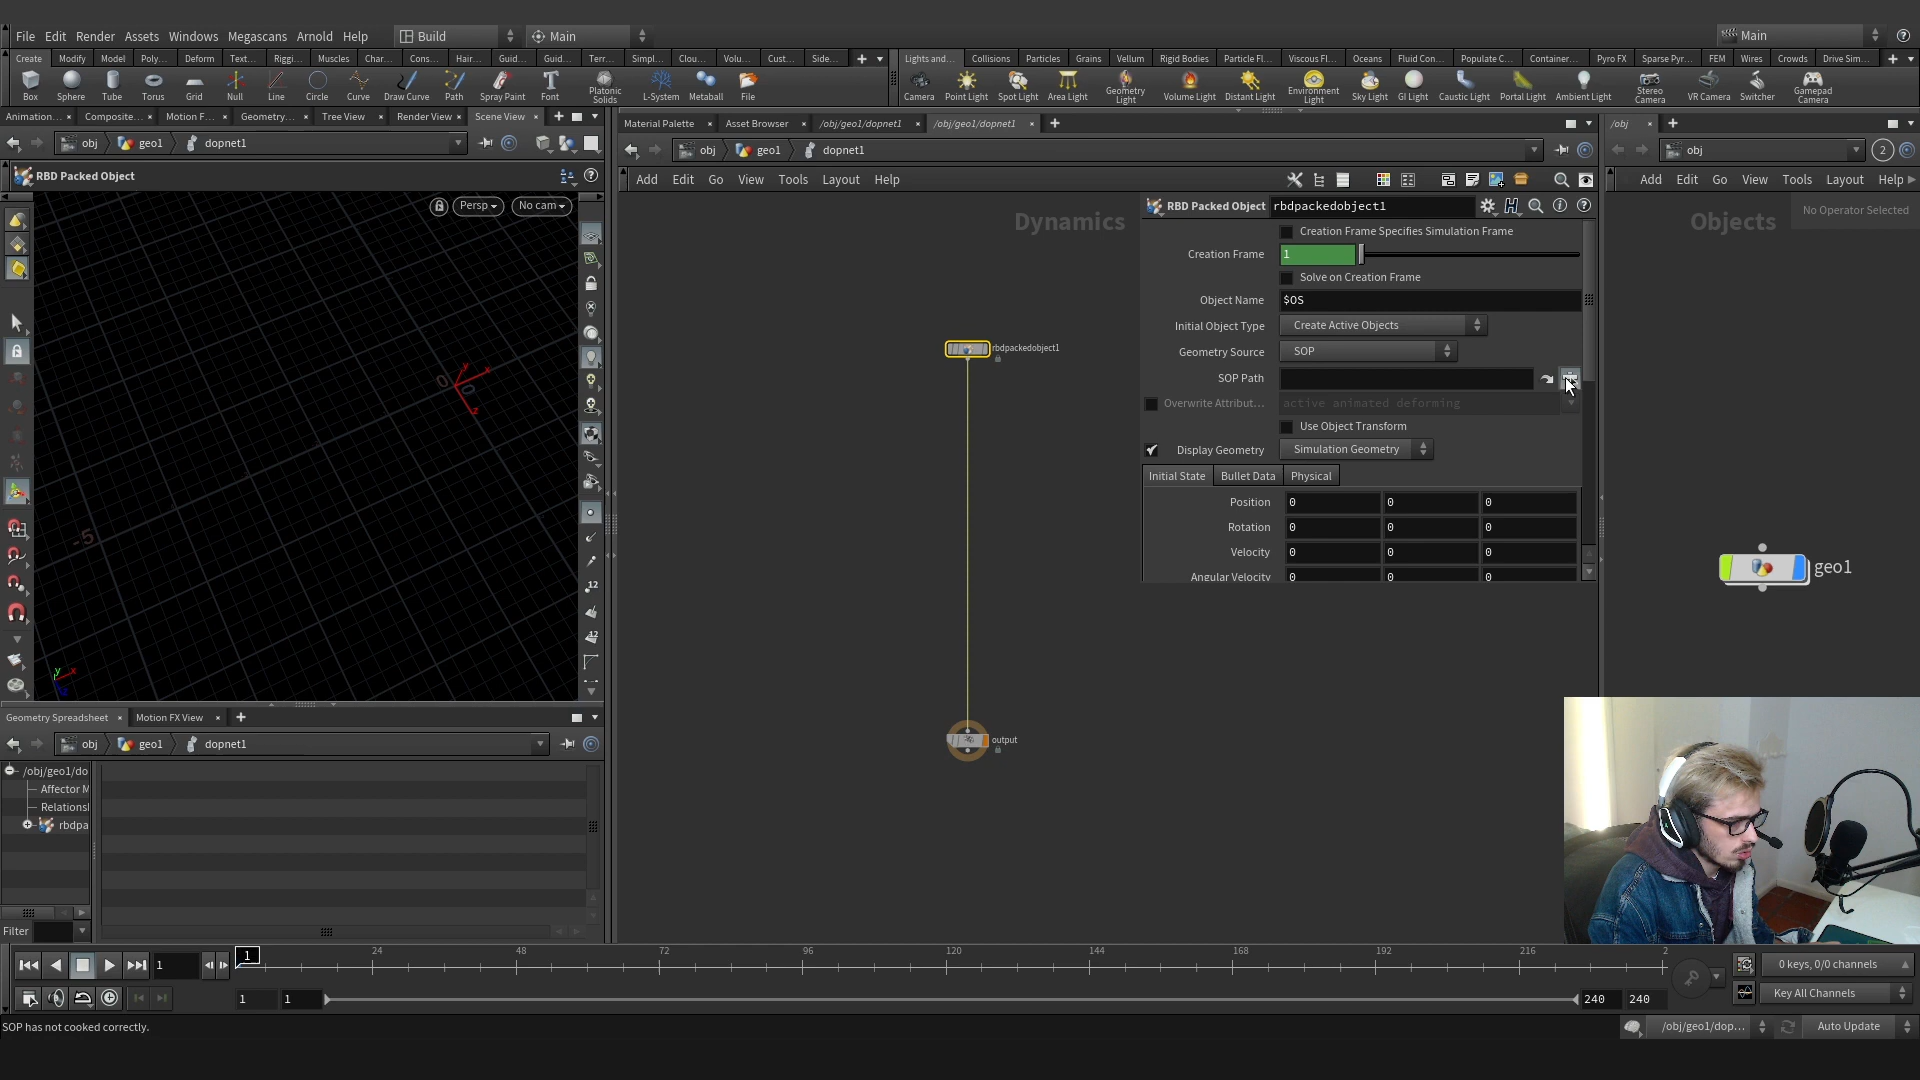 File Edit Render Assets Windows Megascans Arnold Help Build Main Main
Create Modify Model Poly... Deform Text... Riggi... Muscles Char... Cons... Hair... Guid... Guid... Terr... Simpl... Clou... Volu... Cust... Side...
Lights and... Collisions Particles Grains Vellum Rigid Bodies Particle Fl... Viscous Fl... Oceans Fluid Con... Populate C... Container... Pyro FX Sparse Pyr... FEM Wires Crowds Drive Sim...
Box Sphere Tube Torus Grid Null Line Circle Curve Draw Curve Path Spray Paint Font Platonic Solids L-System Metaball File
Camera Point Light Spot Light Area Light Geometry Light Volume Light Distant Light Environment Light Sky Light GI Light Caustic Light Portal Light Ambient Light Stereo Camera VR Camera Switcher Gamepad Camera
Animation... Composite... Motion F... Geometry... Tree View Render View Scene View
Material Palette Asset Browser /obj/geo1/dopnet1 /obj/geo1/dopnet1
/obj
obj geo1 dopnet1
obj geo1 dopnet1
obj 2
RBD Packed Object
Add Edit Go View Tools Layout Help
Add Edit Go View Tools Layout Help
Persp No cam
Dynamics
Objects
No Operator Selected
RBD Packed Object rbdpackedobject1
Creation Frame Specifies Simulation Frame
Creation Frame 1
Solve on Creation Frame
Object Name $OS
Initial Object Type Create Active Objects
Geometry Source SOP
SOP Path
Overwrite Attribut... active animated deforming
Use Object Transform
Display Geometry Simulation Geometry
Initial State Bullet Data Physical
Position 0 0 0
Rotation 0 0 0
Velocity 0 0 0
Angular Velocity 0 0 0
rbdpackedobject1
output
geo1
0 0
-5
y x z
y x
12
12
Geometry Spreadsheet Motion FX View
obj geo1 dopnet1
/obj/geo1/do
Affector M
Relations
rbdpa
Filter
1 1 24 48 72 96 120 144 168 192 216 2
1 1 240 240
0 keys, 0/0 channels
Key All Channels
SOP has not cooked correctly.
/obj/geo1/dop... Auto Update